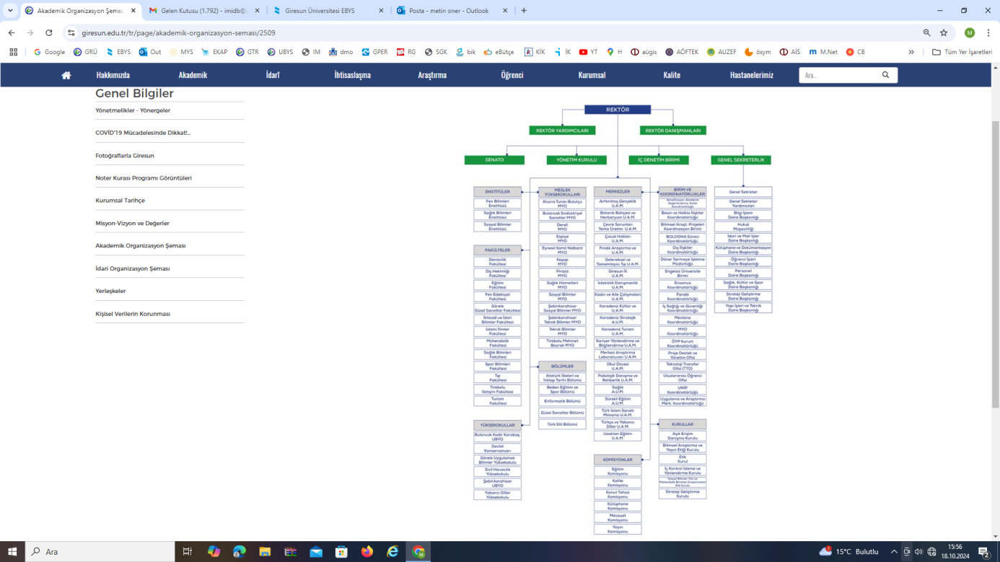 Akademik Organizasyon Şemas
Gelen Kutusu (1.792) - imidb@g
Giresun Üniversitesi EBYS
Posta - metin oner - Outlook
giresun.edu.tr/tr/page/akademik-organizasyon-semasi/2509
M
Google GRÜ EBYS Out MYS EKAP GTR UBYS IM dmo GPER RG SGK bik eBütçe KİK İK YT H aügis AÖFTEK AUZEF ösym AİS M.Net CB Tüm Yer İşaretleri
Hakkımızda Akademik İdarî İhtisaslaşma Araştırma Öğrenci Kurumsal Kalite Hastanelerimiz Ara...
Genel Bilgiler
Yönetmelikler - Yönergeler
COVİD'19 Mücadelesinde Dikkat!...
Fotoğraflarla Giresun
Noter Kurası Programı Görüntüleri
Kurumsal Tarihçe
Misyon-Vizyon ve Değerler
Akademik Organizasyon Şeması
İdari Organizasyon Şeması
Yerleşkeler
Kişisel Verilerin Korunması
REKTÖR
REKTÖR YARDIMCILARI
REKTÖR DANIŞMANLARI
SENATO
YÖNETİM KURULU
İÇ DENETİM BİRİMİ
GENEL SEKRETERLİK
ENSTİTÜLER
Fen Bilimleri
Enstitüsü
Sağlık Bilimleri
Enstitüsü
Sosyal Bilimler
Enstitüsü
FAKÜLTELER
Denizcilik
Fakültesi
Diş Hekimliği
Fakültesi
Eğitim
Fakültesi
Fen Edebiyat
Fakültesi
Görele
Güzel Sanatlar Fakültesi
İktisadi ve İdari
Bilimler Fakültesi
İslami İlimler
Fakültesi
Mühendislik
Fakültesi
Sağlık Bilimleri
Fakültesi
Spor Bilimleri
Fakültesi
Tıp
Fakültesi
Tirebolu
İletişim Fakültesi
Turizm
Fakültesi
YÜKSEKOKULLAR
Bulancak Kadir Karabaş
UBYO
Devlet
Konservatuarı
Görele Uygulamalı
Bilimler Yüksekokulu
Sivil Havacılık
Yüksekokulu
Şebinkarahisar
UBYO
Yabancı Diller
Yüksekokulu
MESLEK
YÜKSEKOKULLARI
Alucra Turan Bulutçu
MYO
Bulancak Endüstriyel
Sanatlar MYO
Dereli
MYO
Espiye
MYO
Eynesil Kamil Nalbant
MYO
Keşap
MYO
Piraziz
MYO
Sağlık Hizmetleri
MYO
Sosyal Bilimler
MYO
Şebinkarahisar
Sosyal Bilimler MYO
Şebinkarahisar
Teknik Bilimler MYO
Teknik Bilimler
MYO
Tirebolu Mehmet
Bayrak MYO
BÖLÜMLER
Atatürk İlkeleri ve
İnkılap Tarihi Bölümü
Beden Eğitimi ve
Spor Bölümü
Enformatik Bölümü
Güzel Sanatlar Bölümü
Türk Dili Bölümü
MERKEZLER
Arttırılmış Gerçeklik
U.A.M.
Botanik Bahçesi ve
Herbaryum U.A.M.
Çevre Sorunları
Temiz Üretim U.A.M.
Çocuk Hakları
U.A.M.
Fındık Araştırma ve
U.A.M.
Geleneksel ve
Tamamlayıcı Tıp U.A.M.
Giresun İli
U.A.M.
İstatistik Danışmanlık
U.A.M.
Kadın ve Aile Çalışmaları
U.A.M.
Karadeniz Kültür ve
U.A.M.
Karadeniz Stratejik
A.U.M.
Karadeniz Turizm
U.A.M.
Kariyer Yönlendirme ve
Bilgilendirme U.A.M.
Merkezi Araştırma
Laboratuvarı U.A.M.
Okul Öncesi
U.A.M.
Psikolojik Danışma ve
Rehberlik U.A.M.
Sağlık
A.U.M.
Sürekli Eğitim
A.U.M.
Türk İslam Sanatı
Mimarisi U.A.M.
Türkçe ve Yabancı
Diller U.A.M.
Uzaktan Eğitim
U.A.M.
KOMİSYONLAR
Eğitim
Komisyonu
Kalite
Komisyonu
Konut Tahsis
Komisyonu
Kütüphane
Komisyonu
Mevzuat
Komisyonu
Yayın
Komisyonu
BİRİM VE
KOORDİNATÖRLÜKLER
Akreditasyon, Akademik
Değerlendirme, Kalite
Koordinatörlüğü
Basın ve Halkla İlişkiler
Koordinatörlüğü
Bilimsel Araşt. Projeleri
Koordinasyon Birimi
BOLOGNA Süreci
Koordinatörlüğü
Dış İlişkiler
Koordinatörlüğü
Döner Sermaye İşletme
Müdürlüğü
Engelsiz Üniversite
Birimi
Erasmus
Koordinatörlüğü
Farabi
Koordinatörlüğü
İş Sağlığı ve Güvenliği
Koordinatörlüğü
Mevlana
Koordinatörlüğü
MYO
Koordinatörlüğü
ÖYP Kurum
Koordinatörlüğü
Proje Destek ve
Yönetim Ofisi
Teknoloji Transfer
Ofisi (TTO)
Uluslararası Öğrenci
Ofisi
UNİP
Koordinatörlüğü
Uygulama ve Araştırma
Merk. Koordinatörlüğü
KURULLAR
Açık Erişim
Danışma Kurulu
Bilimsel Araştırma ve
Yayın Etiği Kurulu
Etik
Kurul
İç Kontrol İzleme ve
Yönlendirme Kurulu
Sosyal Bilimler, Fen ve
Mühendislik Bilimleri Araştırmaları
Etik Kurulu
Strateji Geliştirme
Kurulu
Genel Sekreter
Genel Sekreter
Yardımcıları
Bilgi İşlem
Daire Başkanlığı
Hukuk
Müşavirliği
İdari ve Mali İşler
Daire Başkanlığı
Kütüphane ve Dokümantasyon
Daire Başkanlığı
Öğrenci İşleri
Daire Başkanlığı
Personel
Daire Başkanlığı
Sağlık, Kültür ve Spor
Daire Başkanlığı
Strateji Geliştirme
Daire Başkanlığı
Yapı İşleri ve Teknik
Daire Başkanlığı
Ara
15°C Bulutlu
15:56
18.10.2024
2